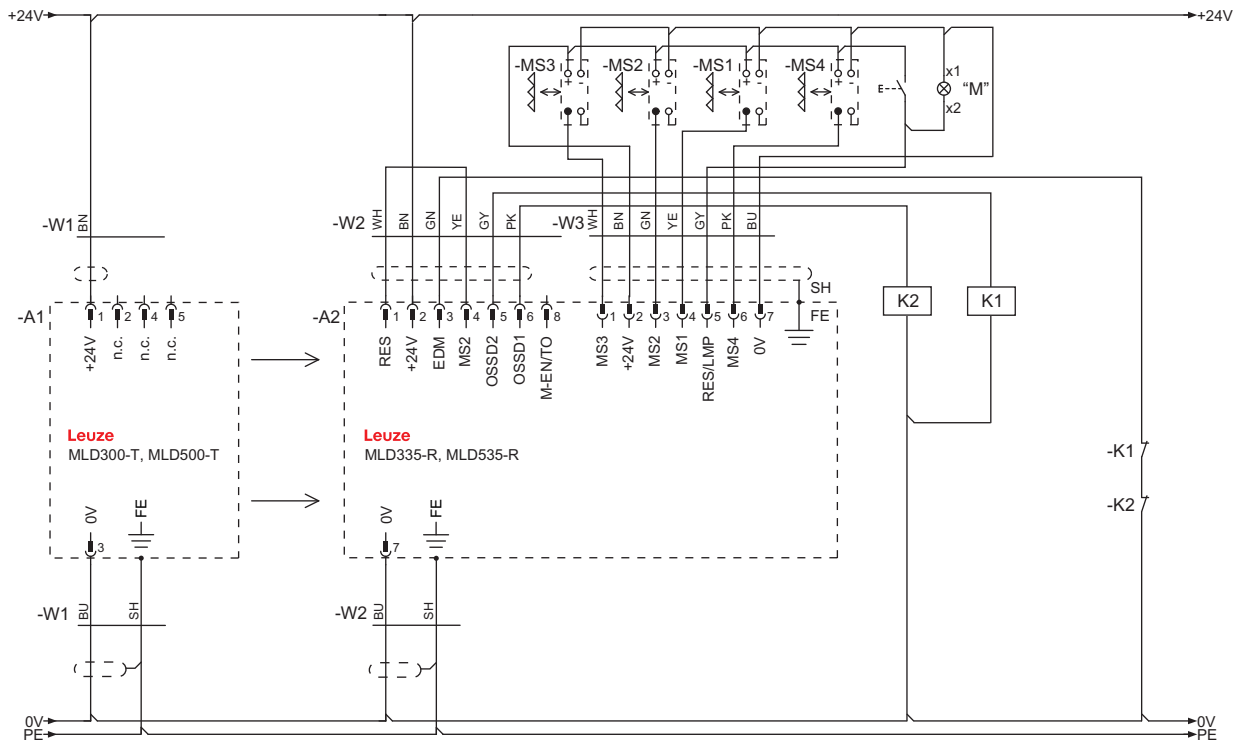 +24V +24V
-MS3 -MS2 -MS1 -MS4
+ - + - + - + -
E x1 "M"
x2
-W1 BN -W2 WH BN GN YE GY PK -W3 WH BN GN YE GY PK BU
SH
K2 K1
-A1 1 2 4 5 -A2 1 2 3 4 5 6 8 1 2 3 4 5 6 7 FE
+24V n.c. n.c. n.c. RES +24V EDM MS2 OSSD2 OSSD1 M-EN/TO MS3 +24V MS2 MS1 RES/LMP MS4 0V
Leuze Leuze
MLD300-T, MLD500-T MLD335-R, MLD535-R
-K1
-K2
0V FE 0V FE
3 7
-W1 BU SH -W2 BU SH
0V 0V
PE PE